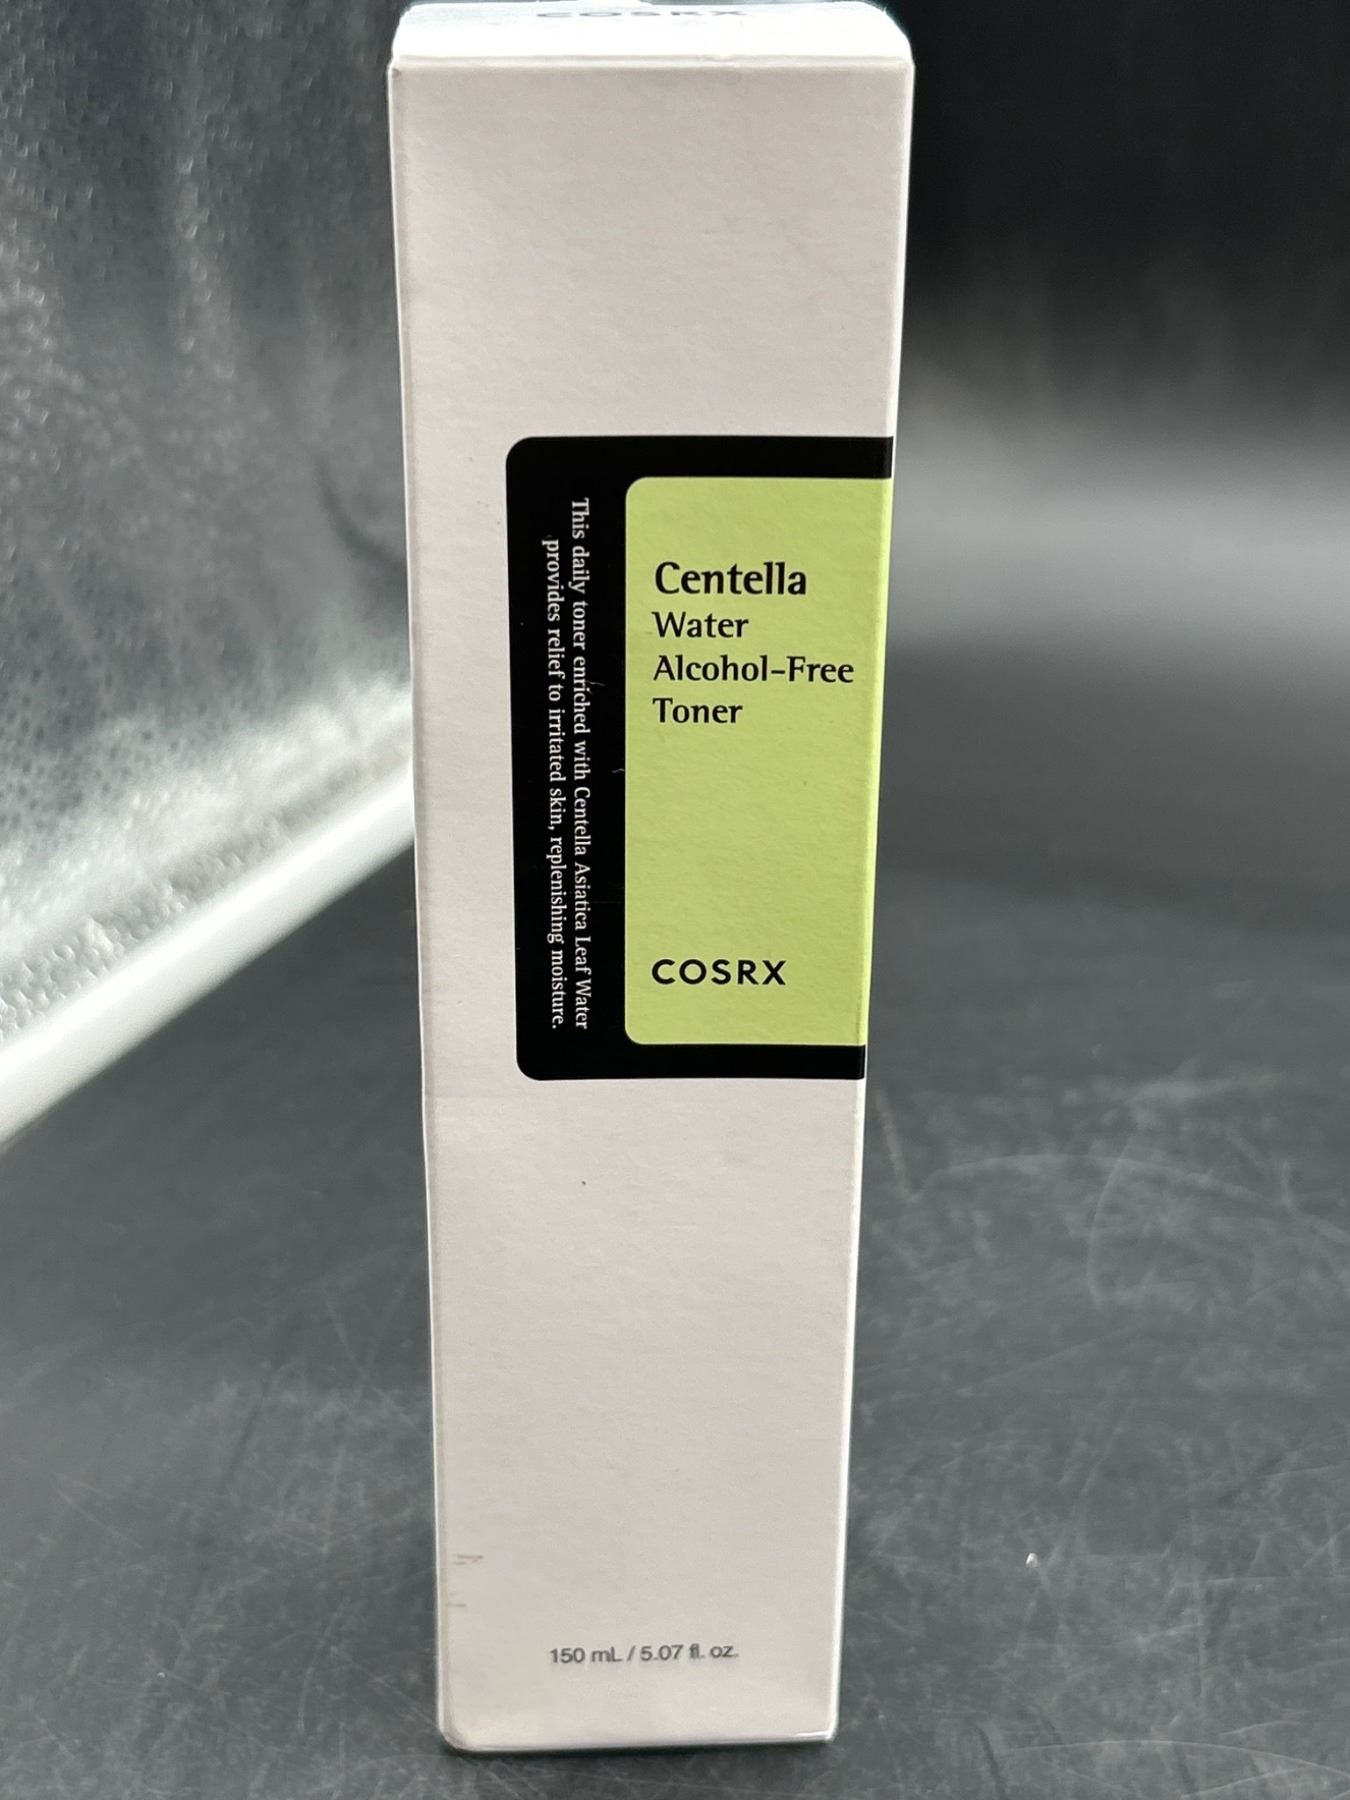 COSRX
Centella
Water
Alcohol-Free
Toner
COSRX
This daily toner enriched with Centella Asiatica Leaf Water
provides relief to irritated skin, replenishing moisture.
150 mL / 5.07 fl. oz.